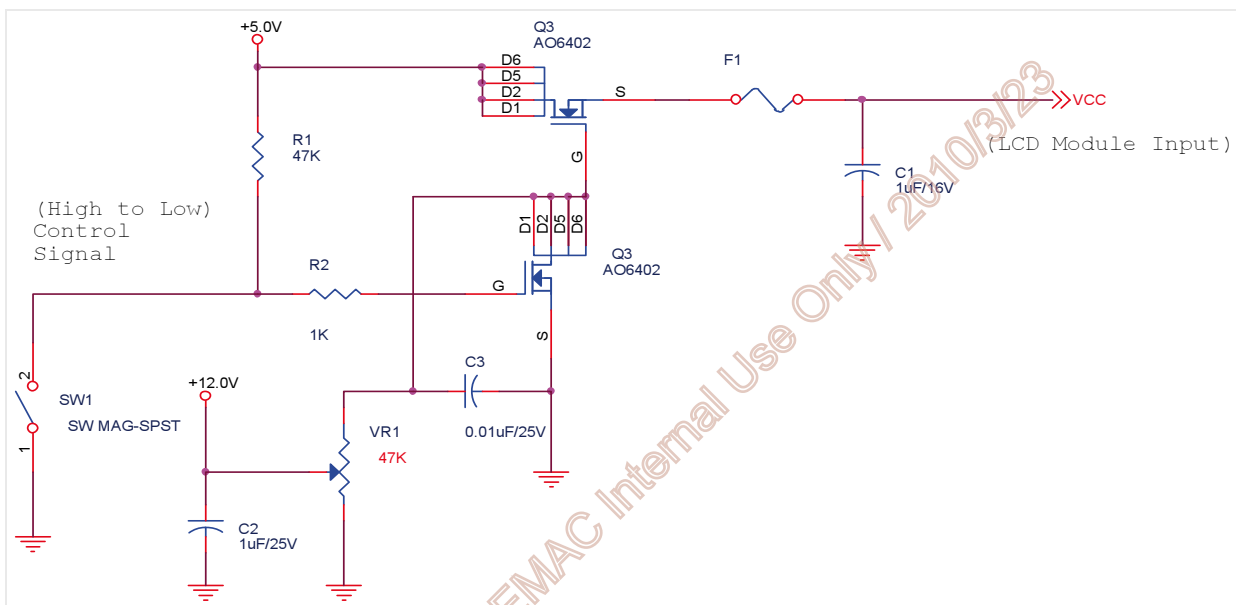 +5.0V
Q3
AO6402
D6
D5
D2
D1
S
G
F1
VCC
(LCD Module Input)
R1
47K
C1
1uF/16V
(High to Low)
Control
Signal
D1
D2
D5
D6
Q3
AO6402
R2
1K
G
S
2
SW1
SW MAG-SPST
1
+12.0V
C3
0.01uF/25V
VR1
47K
C2
1uF/25V
EMAC Internal Use Only / 2010/3/23